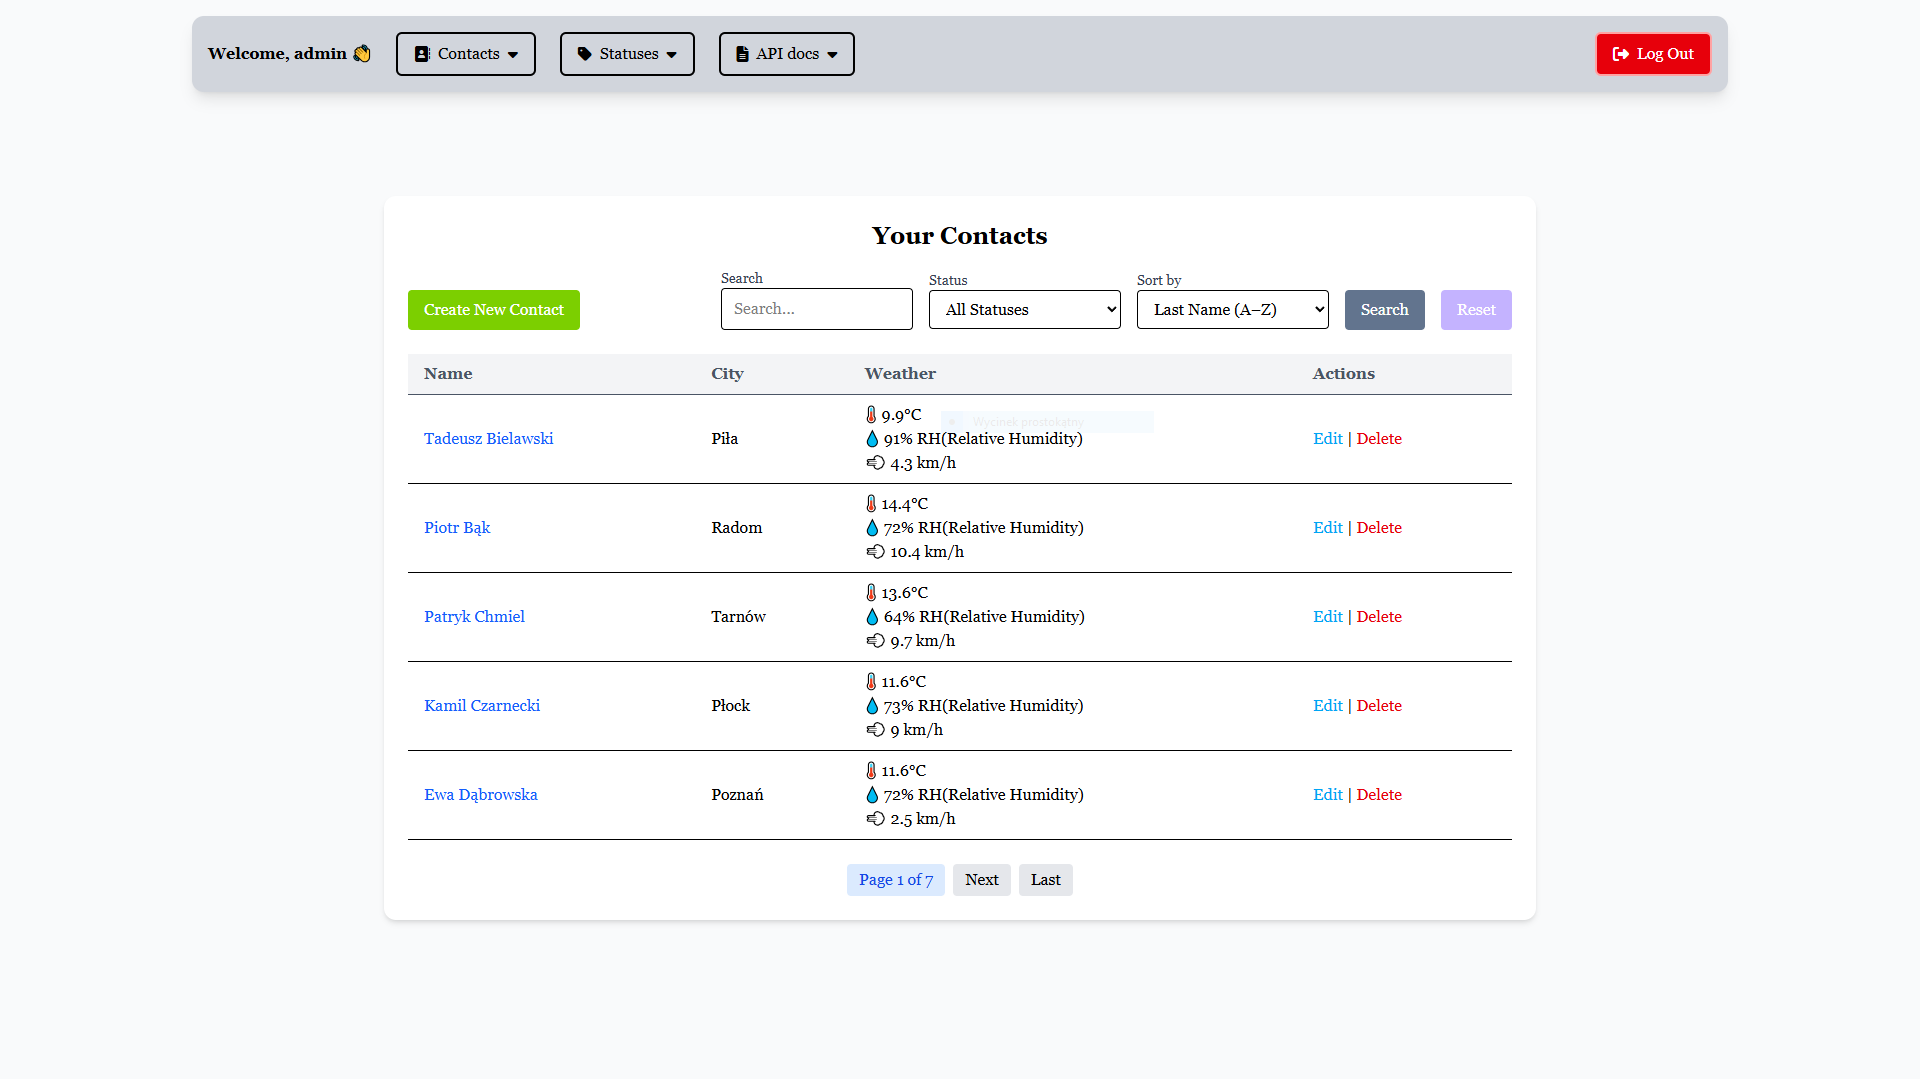 Welcome, admin 👋 Contacts Statuses API docs Log Out
Your Contacts
Search
Status
Sort by
Create New Contact Search... All Statuses Last Name (A–Z) Search Reset
Name City Weather Actions
9.9°C
Wycinek prostokątny
Tadeusz Bielawski Piła 91% RH(Relative Humidity) Edit | Delete
4.3 km/h
14.4°C
Piotr Bąk Radom 72% RH(Relative Humidity) Edit | Delete
10.4 km/h
13.6°C
Patryk Chmiel Tarnów 64% RH(Relative Humidity) Edit | Delete
9.7 km/h
11.6°C
Kamil Czarnecki Płock 73% RH(Relative Humidity) Edit | Delete
9 km/h
11.6°C
Ewa Dąbrowska Poznań 72% RH(Relative Humidity) Edit | Delete
2.5 km/h
Page 1 of 7 Next Last